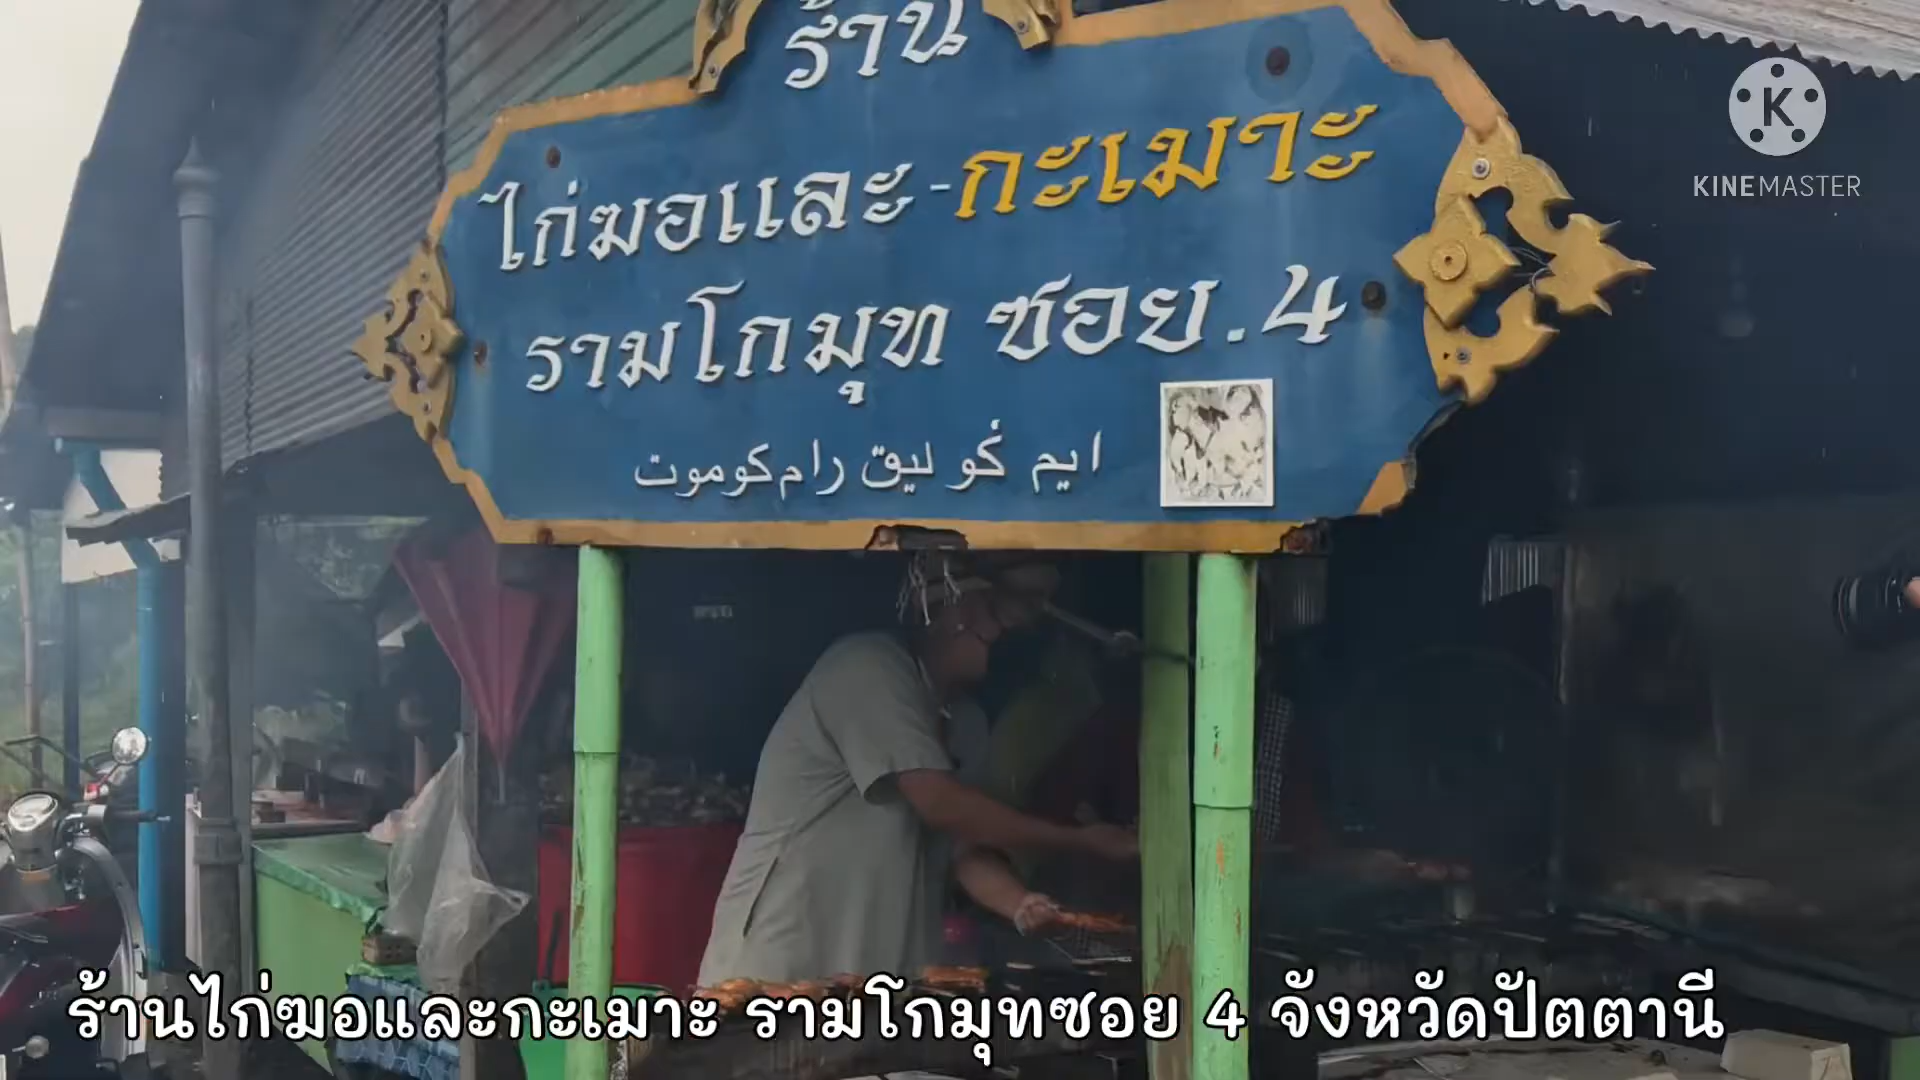 ร้าน
ไก่ฆอและ-กะเมาะ
รามโกมุท ซอย.4
ايم ݢوليق رام كوموت
KINEMASTER
ร้านไก่ฆอและกะเมาะ รามโกมุทซอย 4 จังหวัดปัตตานี